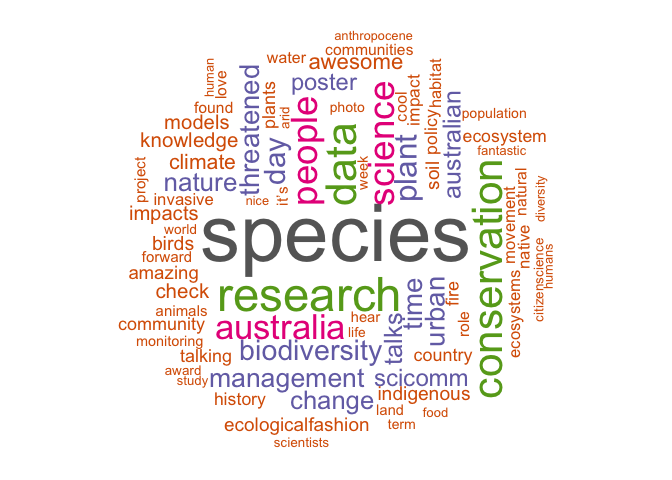 anthropocene
communities
water
awesome
human
love
threatened
plants
arid
poster
people
photo
data
science
cool
impact
habitat
policy
soil
plant
australian
population
ecosystem
fantastic
found
models
knowledge
climate
nature
day
it's
week
nice
project
invasive
impacts
world
birds
forward
amazing
check
species
conservation
movement
natural
native
diversity
citizenscience
humans
ecosystems
research
animals
community
monitoring
talking
award
study
australia
hear
life
biodiversity
talks
time
urban
fire
role
country
management
scicomm
history
change
indigenous
land
food
term
ecologicalfashion
scientists